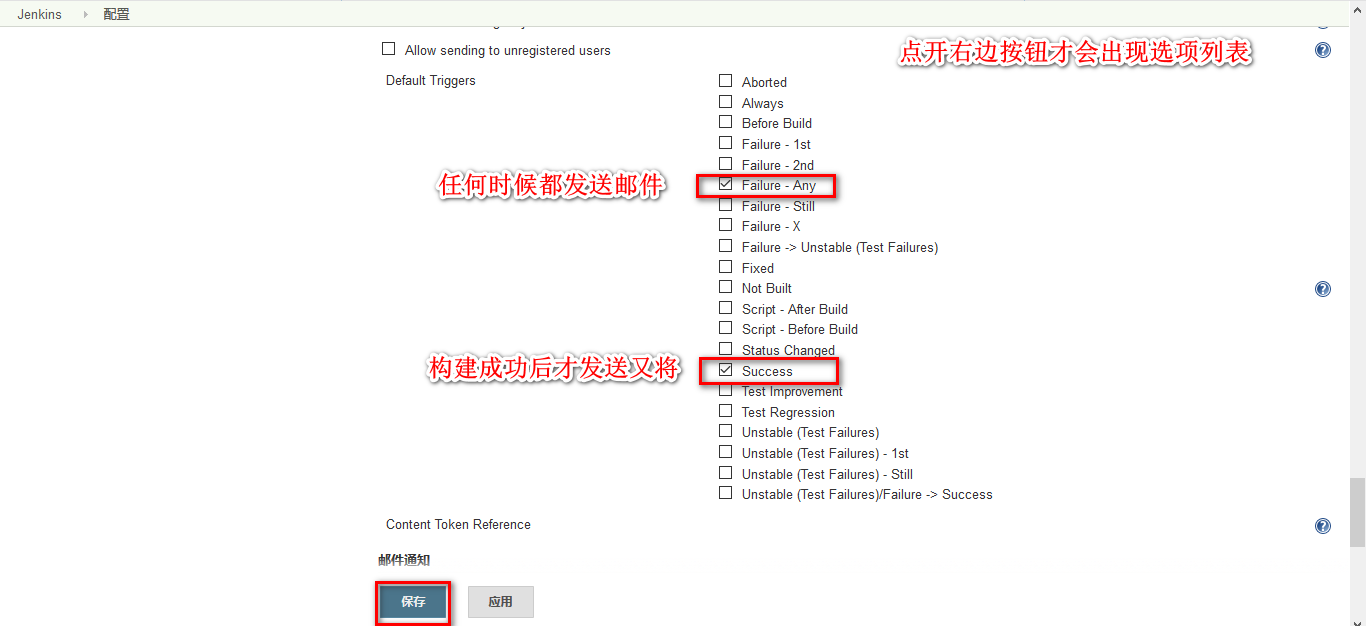 Jenkins 配置
Allow sending to unregistered users
点开右边按钮才会出现选项列表
Default Triggers
Aborted
Always
Before Build
Failure - 1st
Failure - 2nd
任何时候都发送邮件
Failure - Any
Failure - Still
Failure - X
Failure -> Unstable (Test Failures)
Fixed
Not Built
Script - After Build
Script - Before Build
Status Changed
构建成功后才发送又将
Success
Test Improvement
Test Regression
Unstable (Test Failures)
Unstable (Test Failures) - 1st
Unstable (Test Failures) - Still
Unstable (Test Failures)/Failure -> Success
Content Token Reference
邮件通知
保存 应用